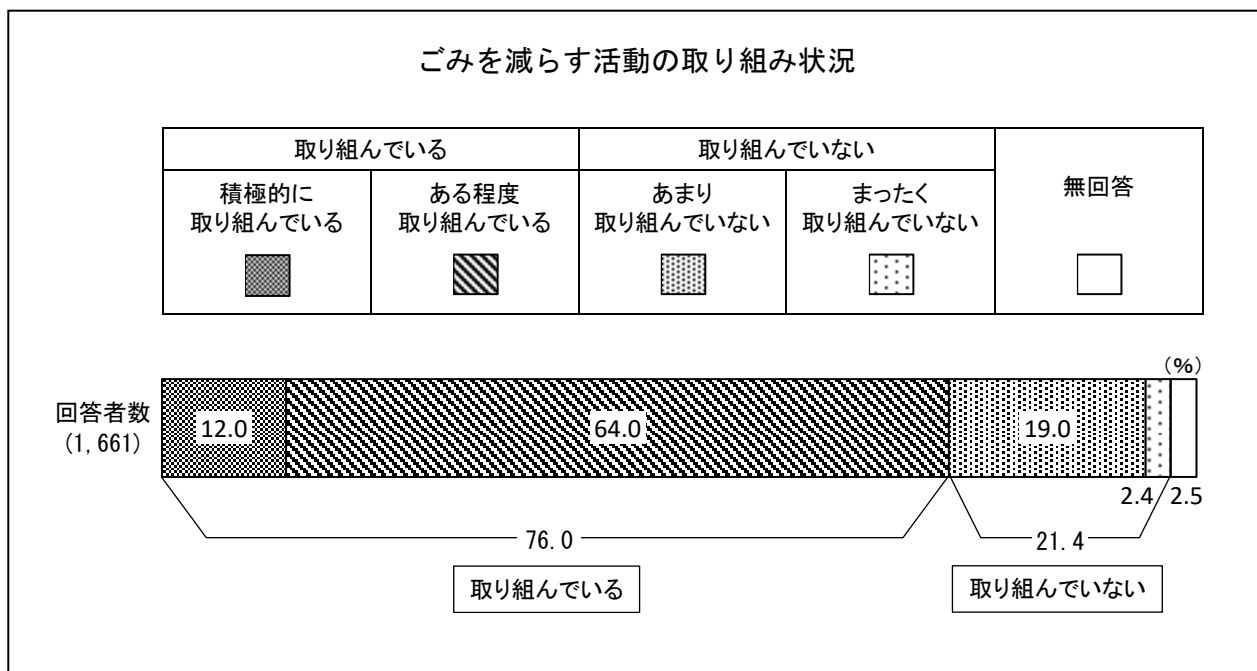 ごみを減らす活動の取り組み状況
取り組んでいる
取り組んでいない
無回答
積極的に
取り組んでいる
ある程度
取り組んでいる
あまり
取り組んでいない
まったく
取り組んでいない
(%)
回答者数
(1,661)
12.0
64.0
19.0
2.4
2.5
76.0
21.4
取り組んでいる
取り組んでいない